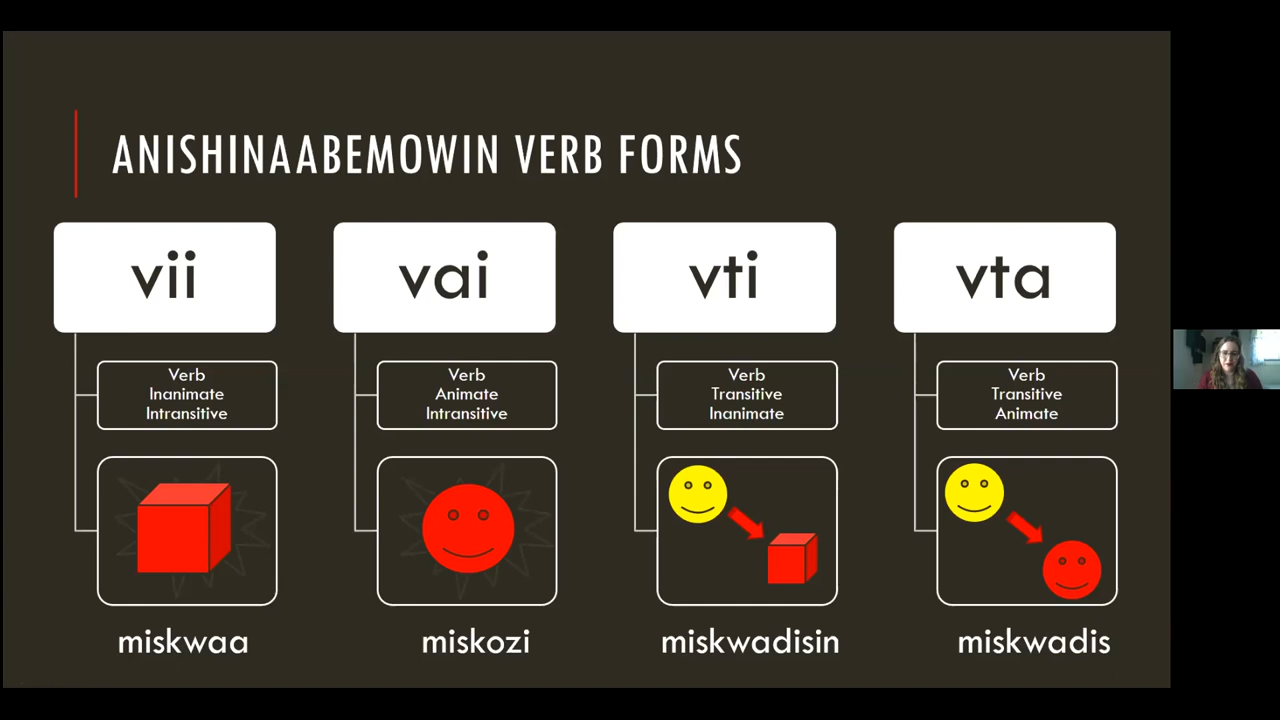 ANISHINAABEMOWIN VERB FORMS
vii
Verb
Inanimate
Intransitive
miskwaa
vai
Verb
Animate
Intransitive
miskozi
vti
Verb
Transitive
Inanimate
miskwadisin
vta
Verb
Transitive
Animate
miskwadis